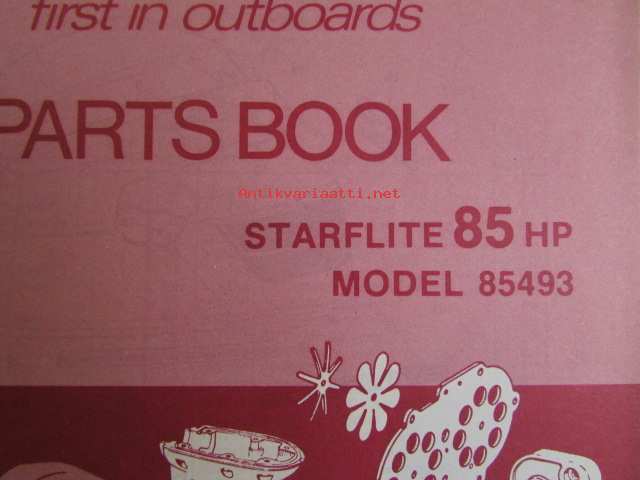 first in outboards
PARTS BOOK
Antikvariaatti.net
STARFLITE 85 HP
MODEL 85493